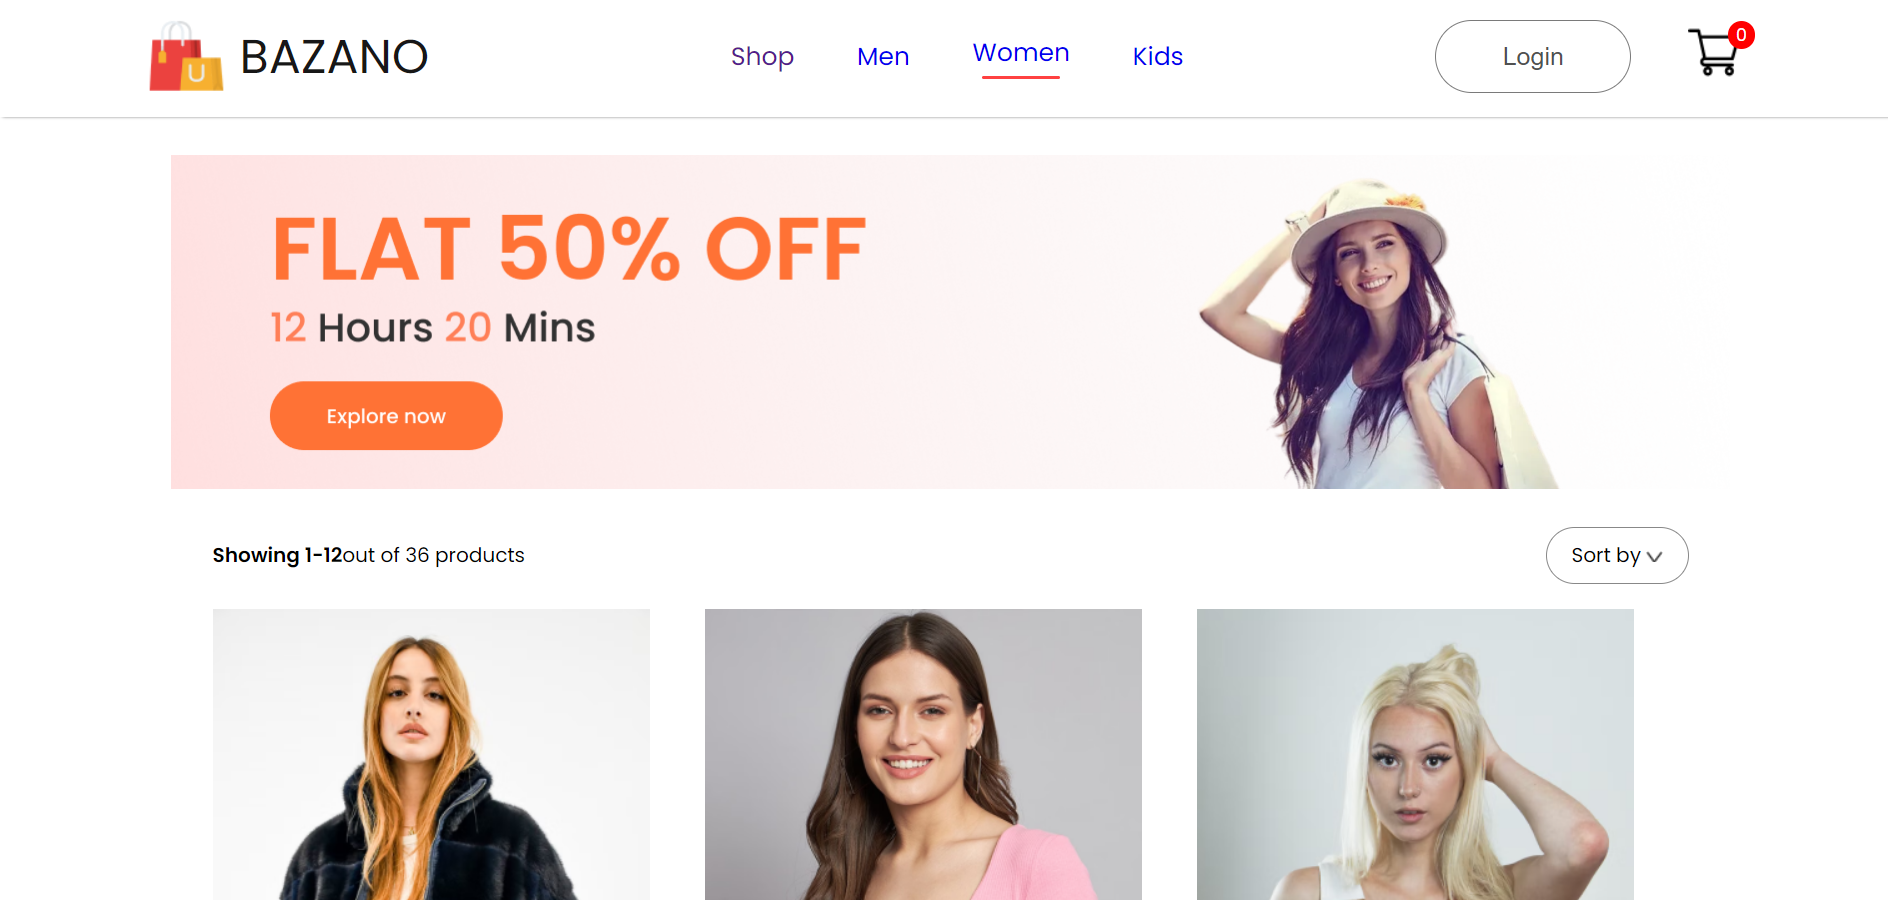 U
BAZANO
Shop
Men
Women
Kids
Login
0
FLAT 50% OFF
12 Hours 20 Mins
Explore now
Showing 1-12out of 36 products
Sort by